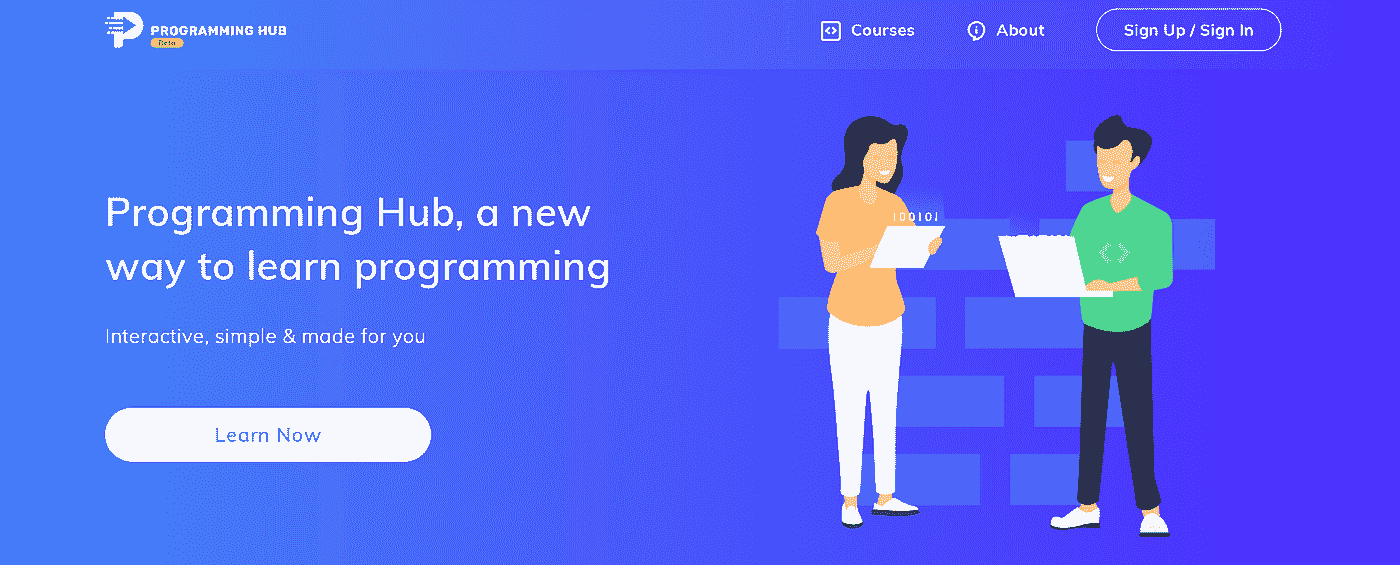 PROGRAMMING HUB
Beta
Courses
About
Sign Up / Sign In
Programming Hub, a new
way to learn programming
Interactive, simple & made for you
Learn Now
100101